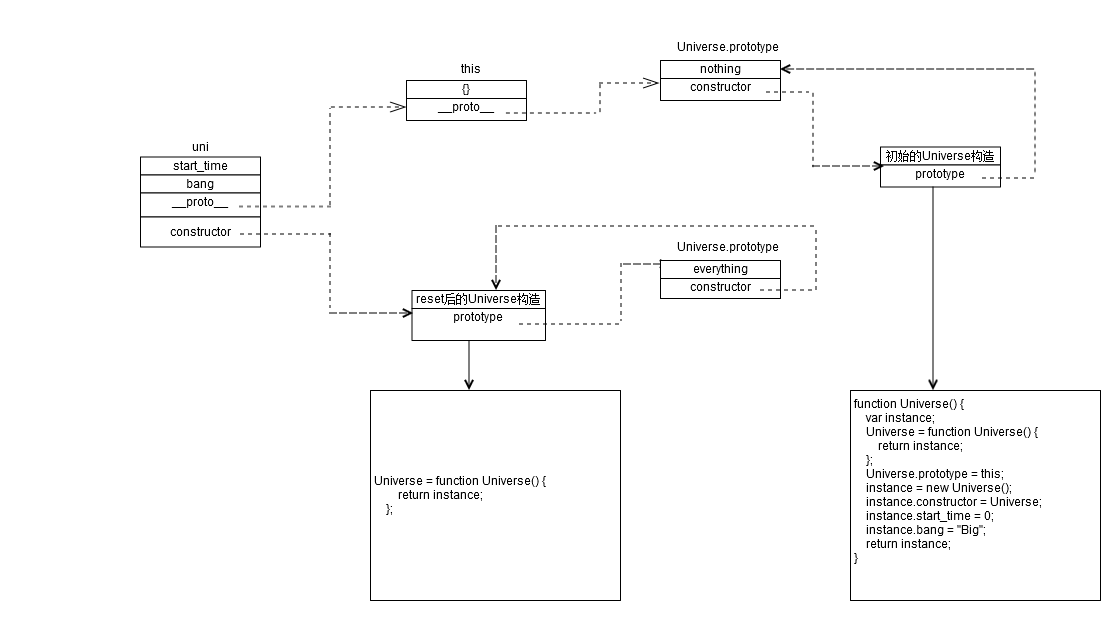 Universe.prototype
this
nothing
{}
constructor
__proto__
uni
初始的Universe构造
start_time
prototype
bang
__proto__
constructor
Universe.prototype
everything
constructor
reset后的Universe构造
prototype
Universe = function Universe() {
return instance;
};
function Universe() {
var instance;
Universe = function Universe() {
return instance;
};
Universe.prototype = this;
instance = new Universe();
instance.constructor = Universe;
instance.start_time = 0;
instance.bang = "Big";
return instance;
}